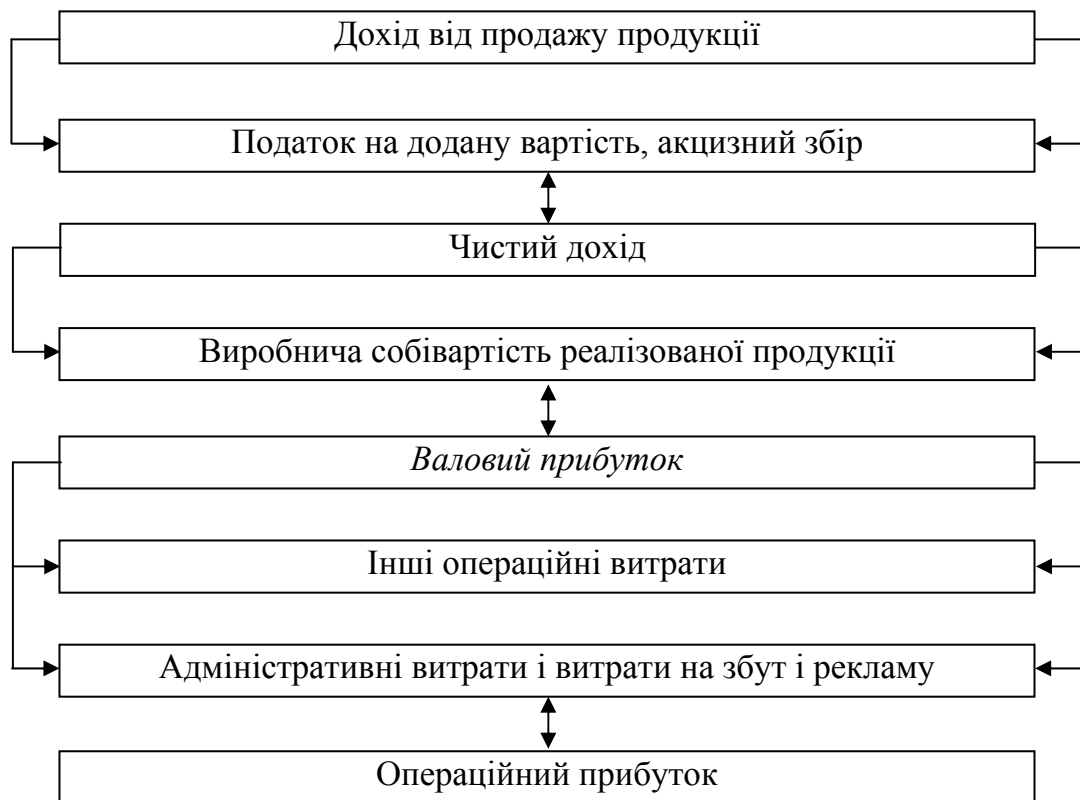 Дохід від продажу продукції
Податок на додану вартість, акцизний збір
Чистий дохід
Виробнича собівартість реалізованої продукції
Валовий прибуток
Інші операційні витрати
Адміністративні витрати і витрати на збут і рекламу
Операційний прибуток